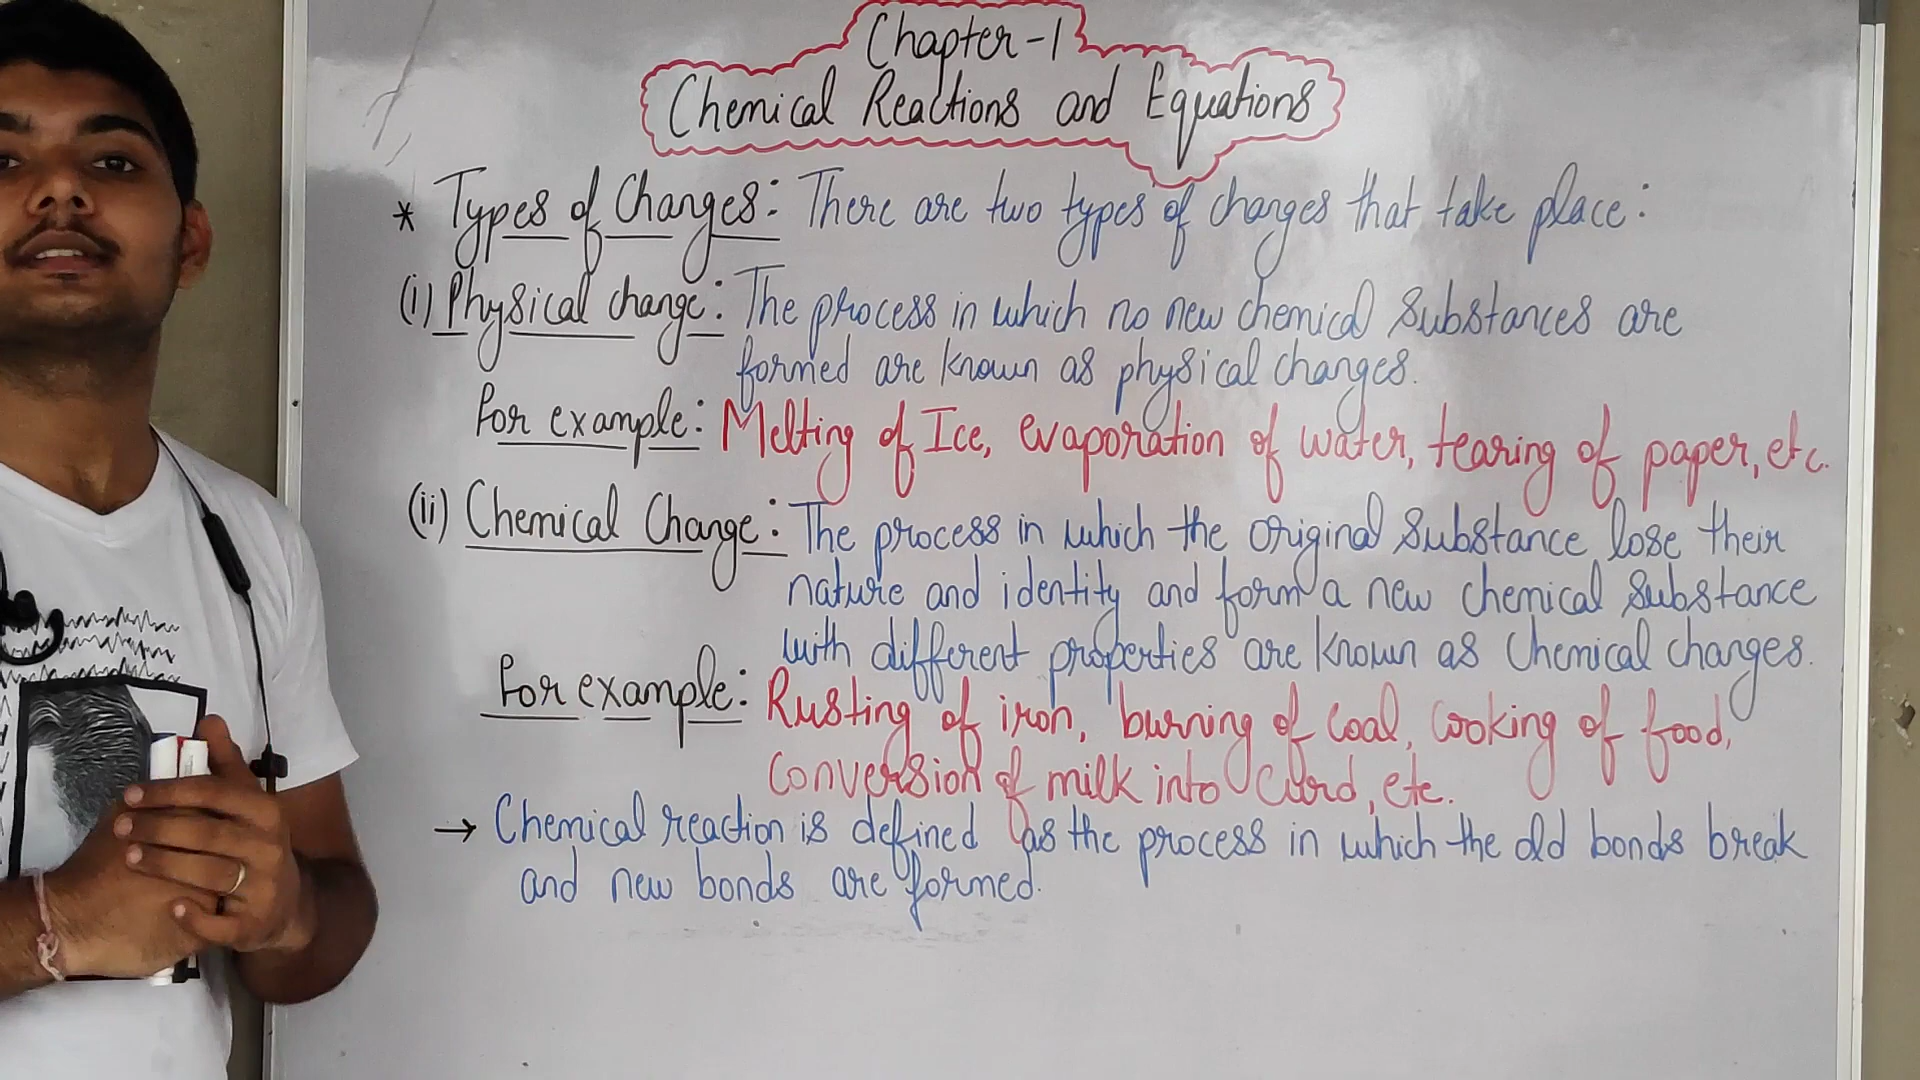 Chapter-1
Chemical Reactions and Equations
* Types of Changes: There are two types of changes that take place:
(i) Physical change: The process in which no new chemical substances are
formed are known as physical changes.
For example: Melting of Ice, evaporation of water, tearing of paper, etc.
(ii) Chemical Change: The process in which the original substance lose their
nature and identity and form a new chemical substance
with different properties are known as chemical changes.
For example: Rusting of iron, burning of coal, cooking of food,
conversion of milk into curd, etc.
→ Chemical reaction is defined as the process in which the old bonds break
and new bonds are formed.